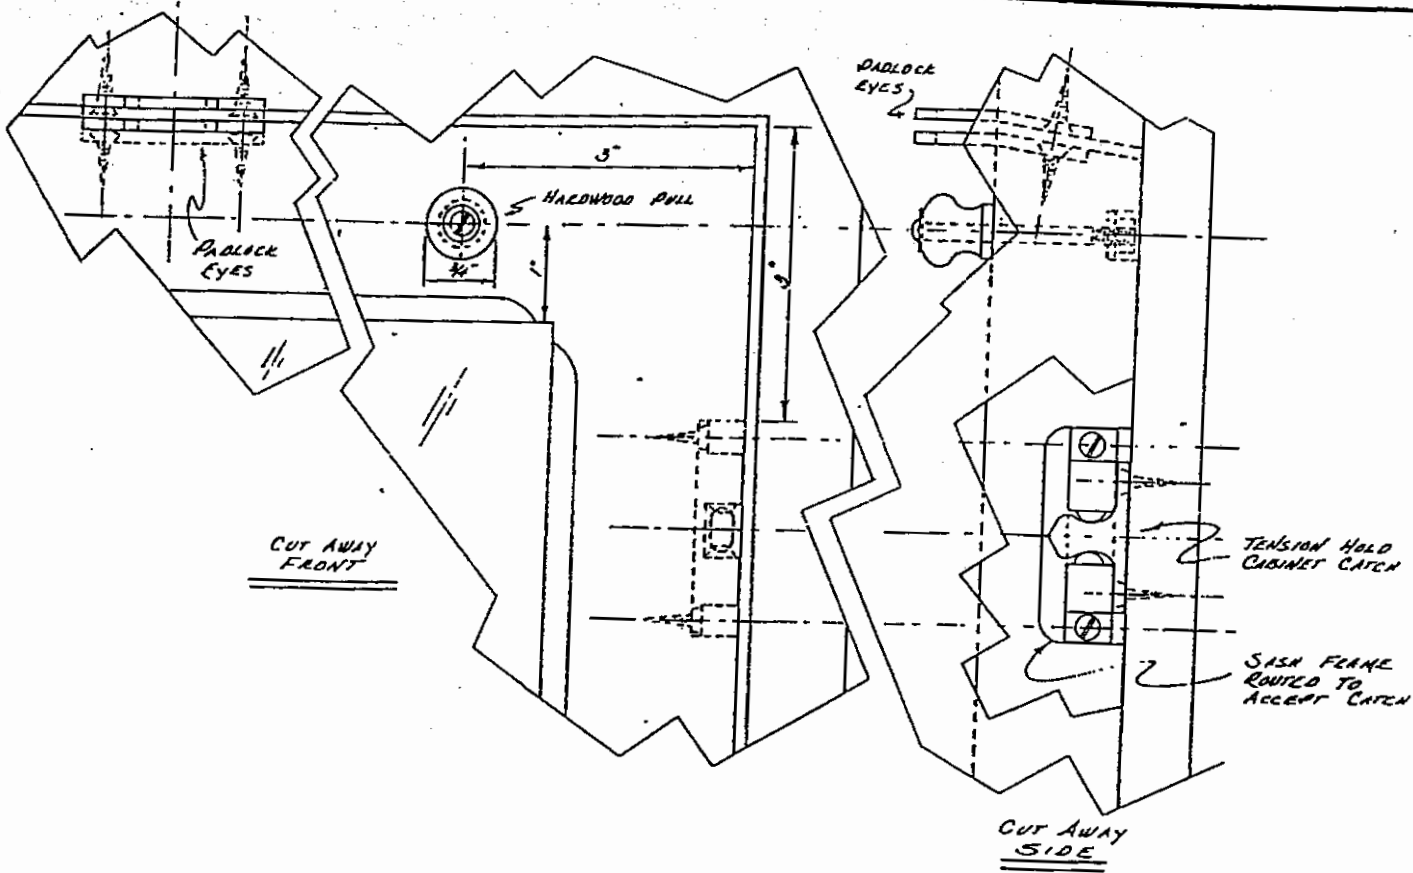 PADLOCK
EYES
3"
HARDWOOD PULL
PADLOCK
EYES
3/4"
1"
3"
CUT AWAY
FRONT
TENSION HOLD
CABINET CATCH
SASH FRAME
ROUTED TO
ACCEPT CATCH
CUT AWAY
SIDE